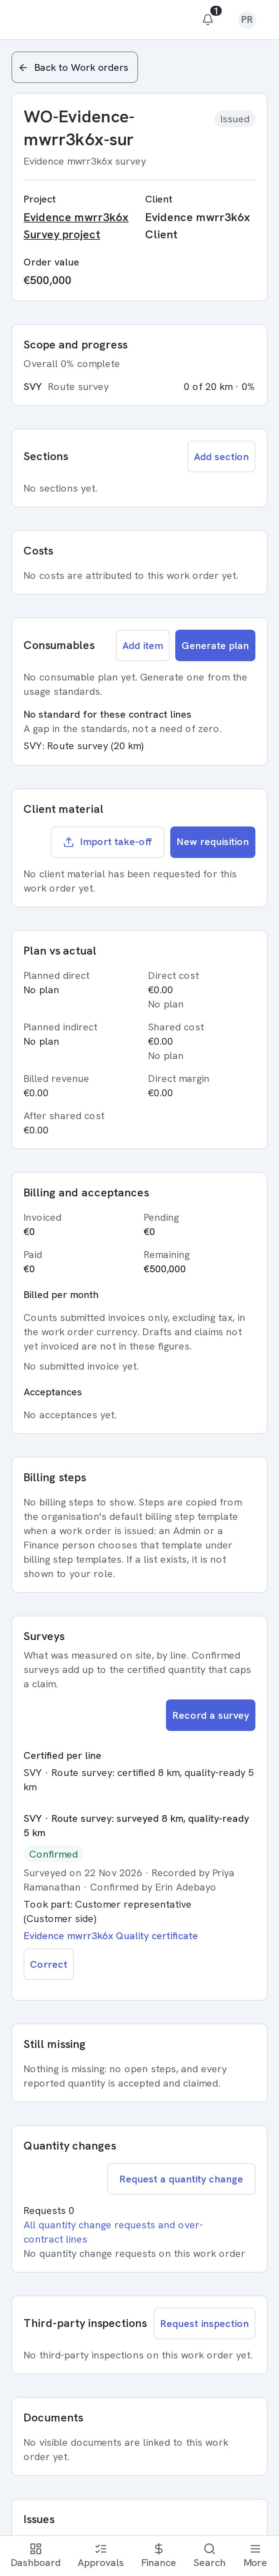 1
PR
Back to Work orders
WO-Evidence-
mwrr3k6x-sur
Issued
Evidence mwrr3k6x survey
Project
Client
Evidence mwrr3k6x
Survey project
Evidence mwrr3k6x
Client
Order value
€500,000
Scope and progress
Overall 0% complete
SVY Route survey 0 of 20 km · 0%
Sections
Add section
No sections yet.
Costs
No costs are attributed to this work order yet.
Consumables
Add item
Generate plan
No consumable plan yet. Generate one from the
usage standards.
No standard for these contract lines
A gap in the standards, not a need of zero.
SVY: Route survey (20 km)
Client material
Import take-off
New requisition
No client material has been requested for this
work order yet.
Plan vs actual
Planned direct
No plan
Direct cost
€0.00
No plan
Planned indirect
No plan
Shared cost
€0.00
No plan
Billed revenue
€0.00
Direct margin
€0.00
After shared cost
€0.00
Billing and acceptances
Invoiced
€0
Pending
€0
Paid
€0
Remaining
€500,000
Billed per month
Counts submitted invoices only, excluding tax, in
the work order currency. Drafts and claims not
yet invoiced are not in these figures.
No submitted invoice yet.
Acceptances
No acceptances yet.
Billing steps
No billing steps to show. Steps are copied from
the organisation's default billing step template
when a work order is issued: an Admin or a
Finance person chooses that template under
billing step templates. If a list exists, it is not
shown to your role.
Surveys
What was measured on site, by line. Confirmed
surveys add up to the certified quantity that caps
a claim.
Record a survey
Certified per line
SVY · Route survey: certified 8 km, quality-ready 5
km
SVY · Route survey: surveyed 8 km, quality-ready
5 km
Confirmed
Surveyed on 22 Nov 2026 · Recorded by Priya
Ramanathan · Confirmed by Erin Adebayo
Took part: Customer representative
(Customer side)
Evidence mwrr3k6x Quality certificate
Correct
Still missing
Nothing is missing: no open steps, and every
reported quantity is accepted and claimed.
Quantity changes
Request a quantity change
Requests 0
All quantity change requests and over-
contract lines
No quantity change requests on this work order
Third-party inspections
Request inspection
No third-party inspections on this work order yet.
Documents
No visible documents are linked to this work
order yet.
Issues
Dashboard
Approvals
Finance
Search
More